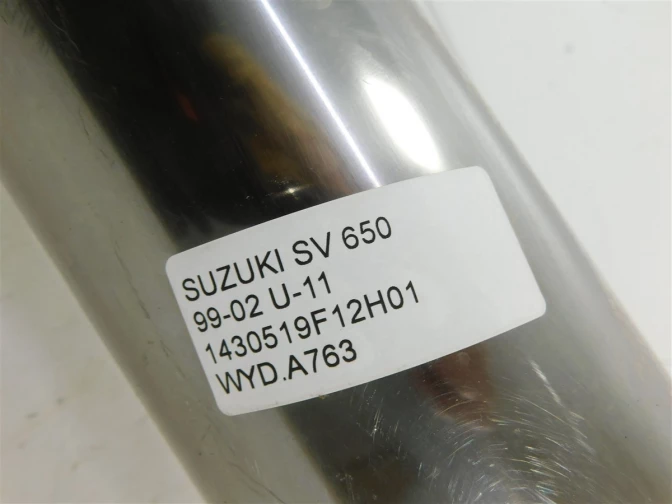 SUZUKI SV 650
99-02 U-11
1430519F12H01
WYD.A763